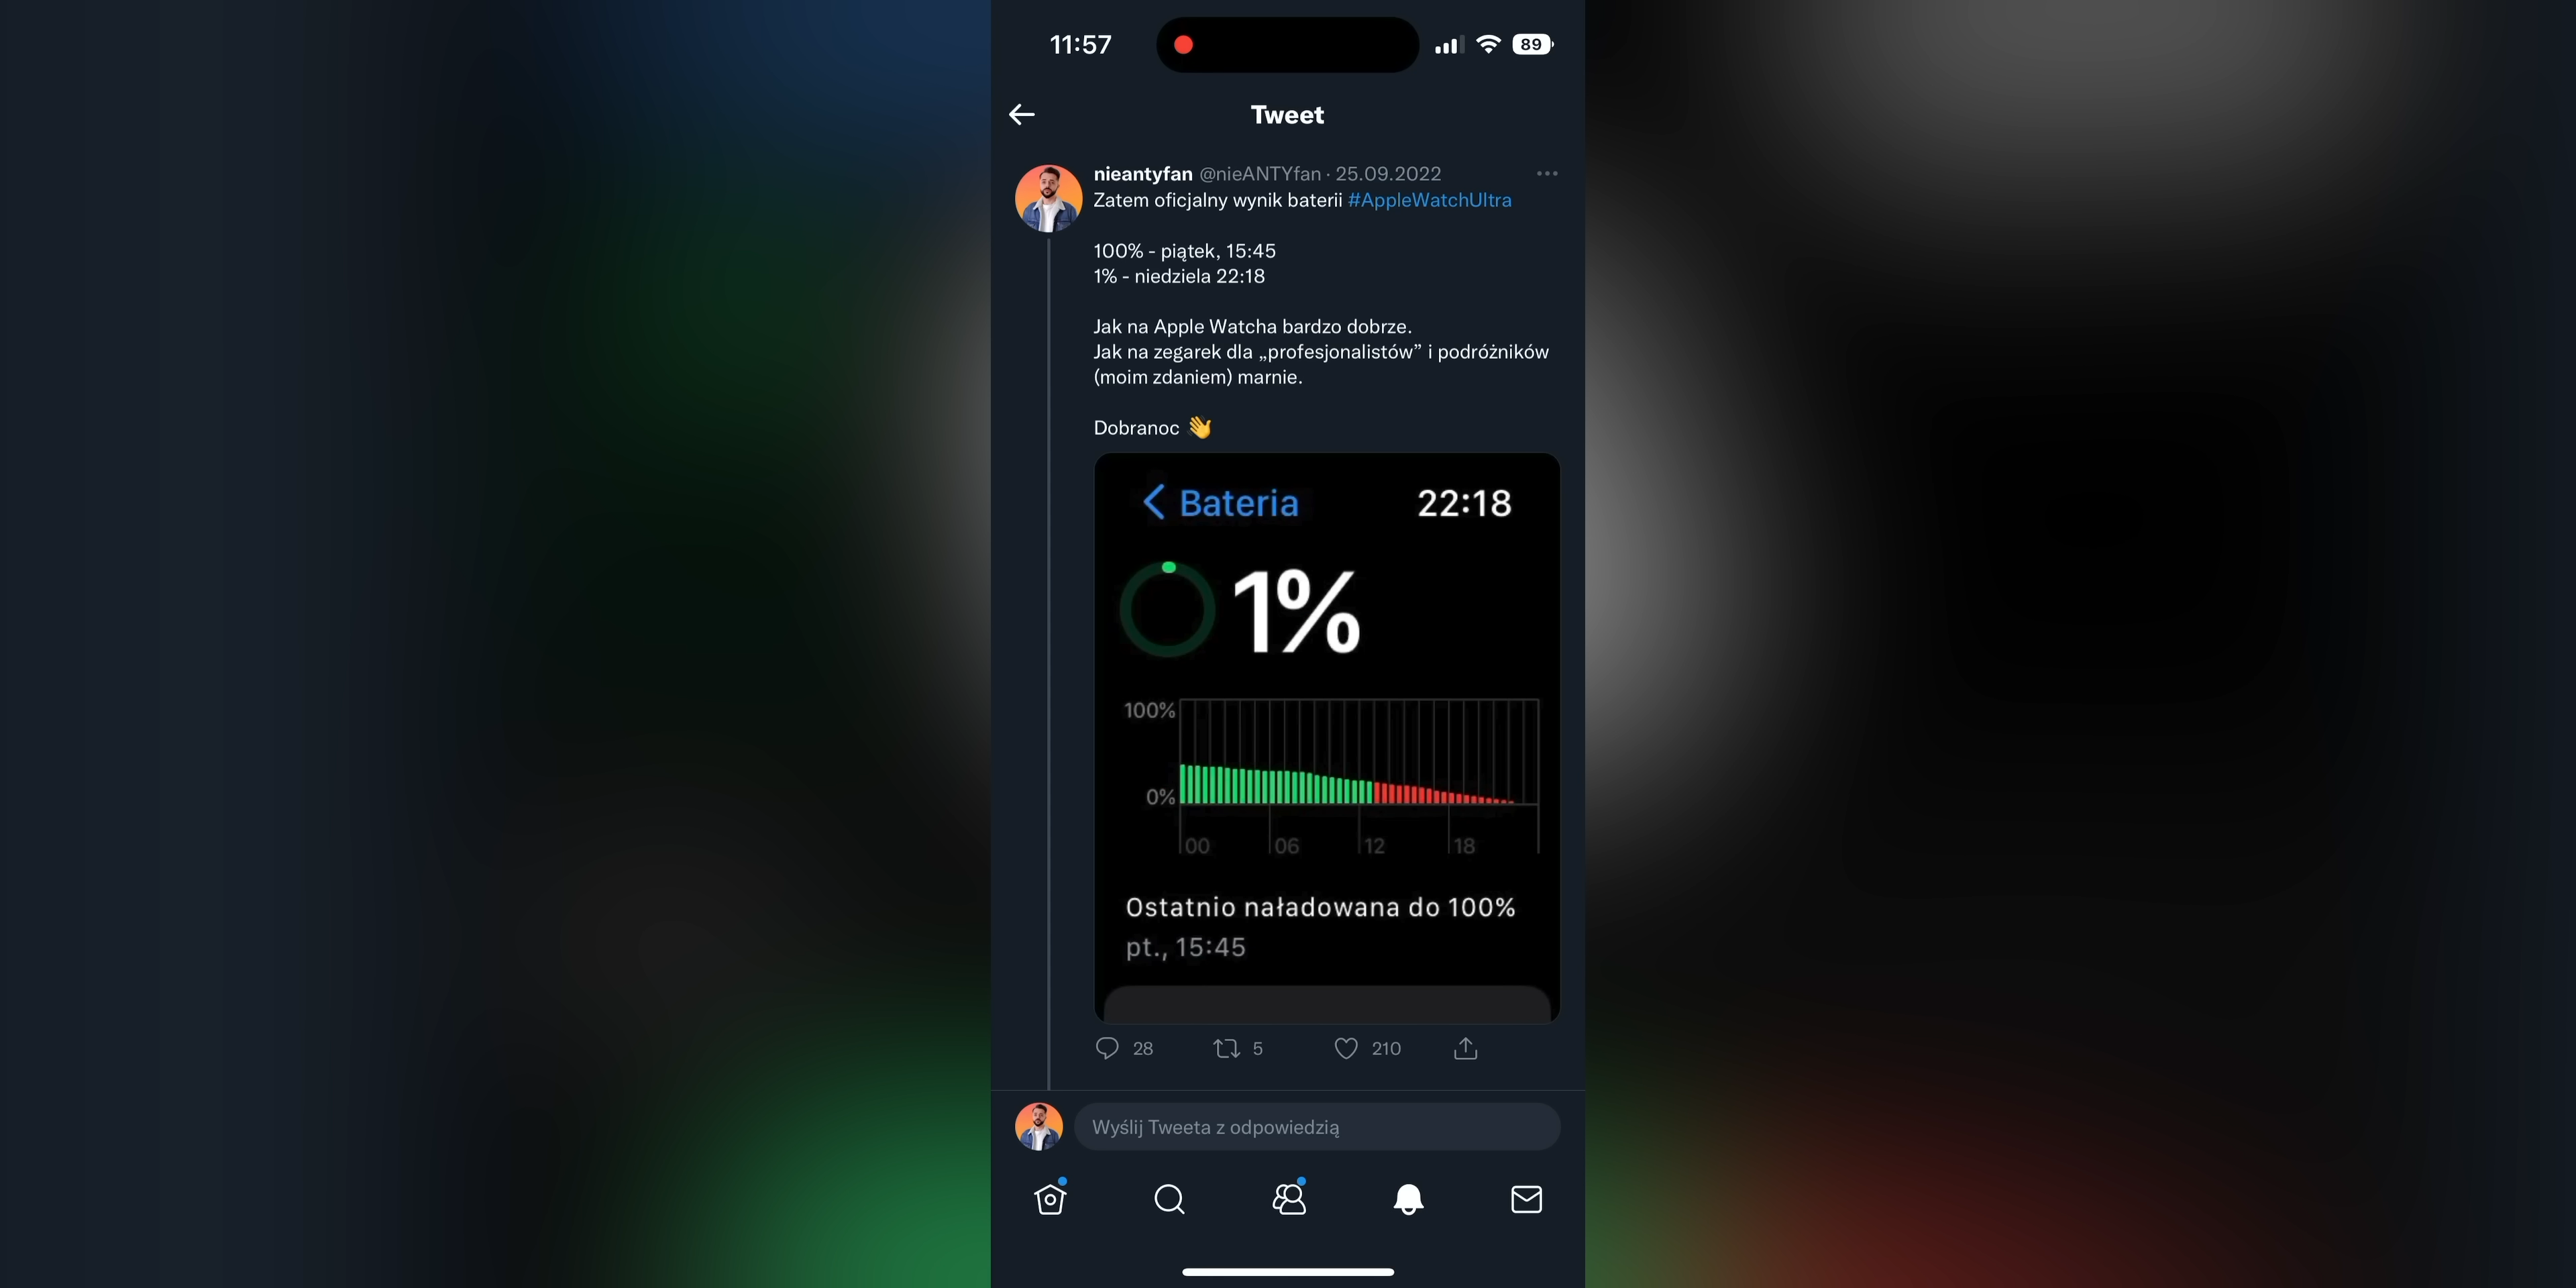 11:57
89
Tweet
nieantyfan @nieANTYfan · 25.09.2022
Zatem oficjalny wynik baterii #AppleWatchUltra
100% - piątek, 15:45
1% - niedziela 22:18
Jak na Apple Watcha bardzo dobrze.
Jak na zegarek dla „profesjonalistów” i podróżników
(moim zdaniem) marnie.
Dobranoc 👋
Bateria 22:18
1%
100%
0%
00 06 12 18
Ostatnio naładowana do 100%
pt., 15:45
28 5 210
Wyślij Tweeta z odpowiedzią